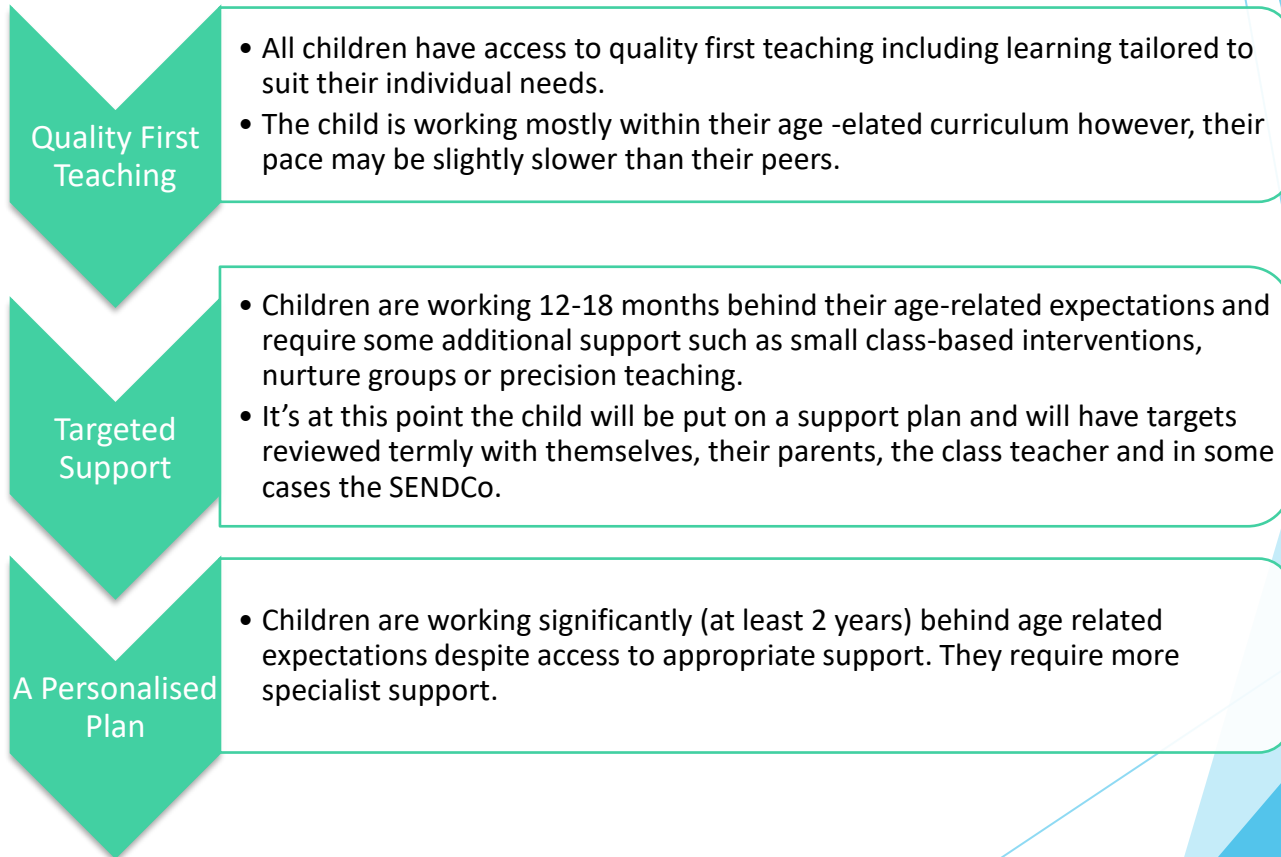 Quality First
Teaching
• All children have access to quality first teaching including learning tailored to
suit their individual needs.
• The child is working mostly within their age -elated curriculum however, their
pace may be slightly slower than their peers.
Targeted
Support
• Children are working 12-18 months behind their age-related expectations and
require some additional support such as small class-based interventions,
nurture groups or precision teaching.
• It’s at this point the child will be put on a support plan and will have targets
reviewed termly with themselves, their parents, the class teacher and in some
cases the SENDCo.
A Personalised
Plan
• Children are working significantly (at least 2 years) behind age related
expectations despite access to appropriate support. They require more
specialist support.